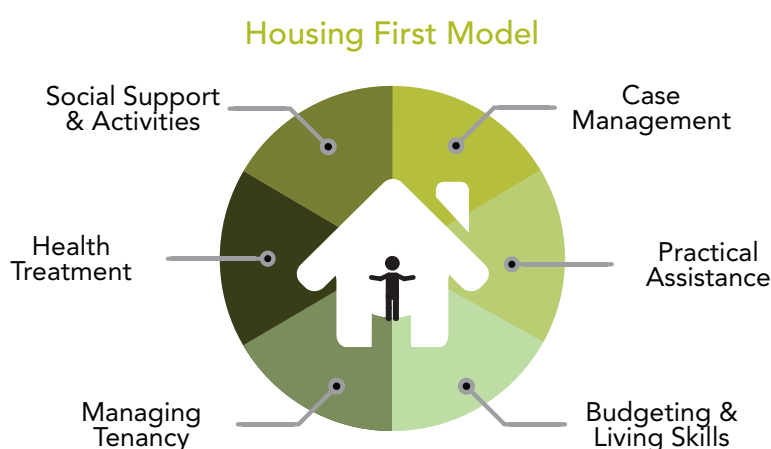 Housing First Model
Social Support
& Activities
Case
Management
Health
Treatment
Practical
Assistance
Managing
Tenancy
Budgeting &
Living Skills